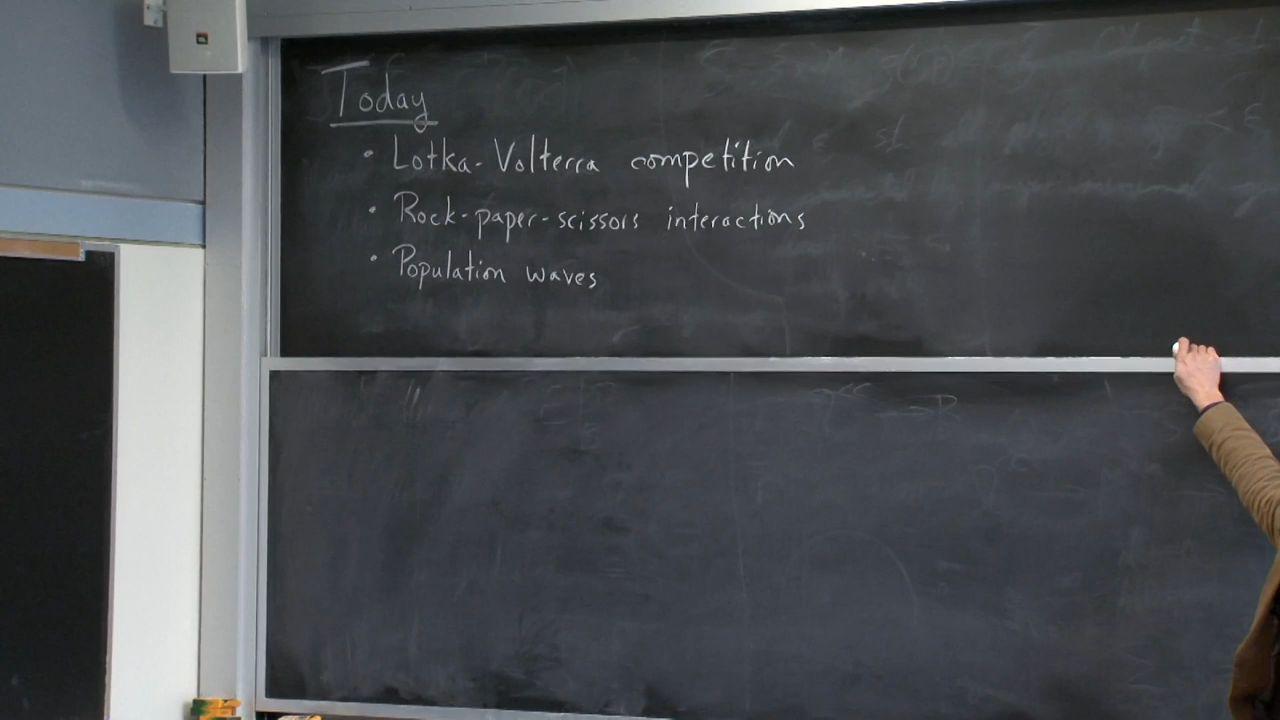 Today
• Lotka-Volterra competition
• Rock-paper-scissors interactions
• Population waves